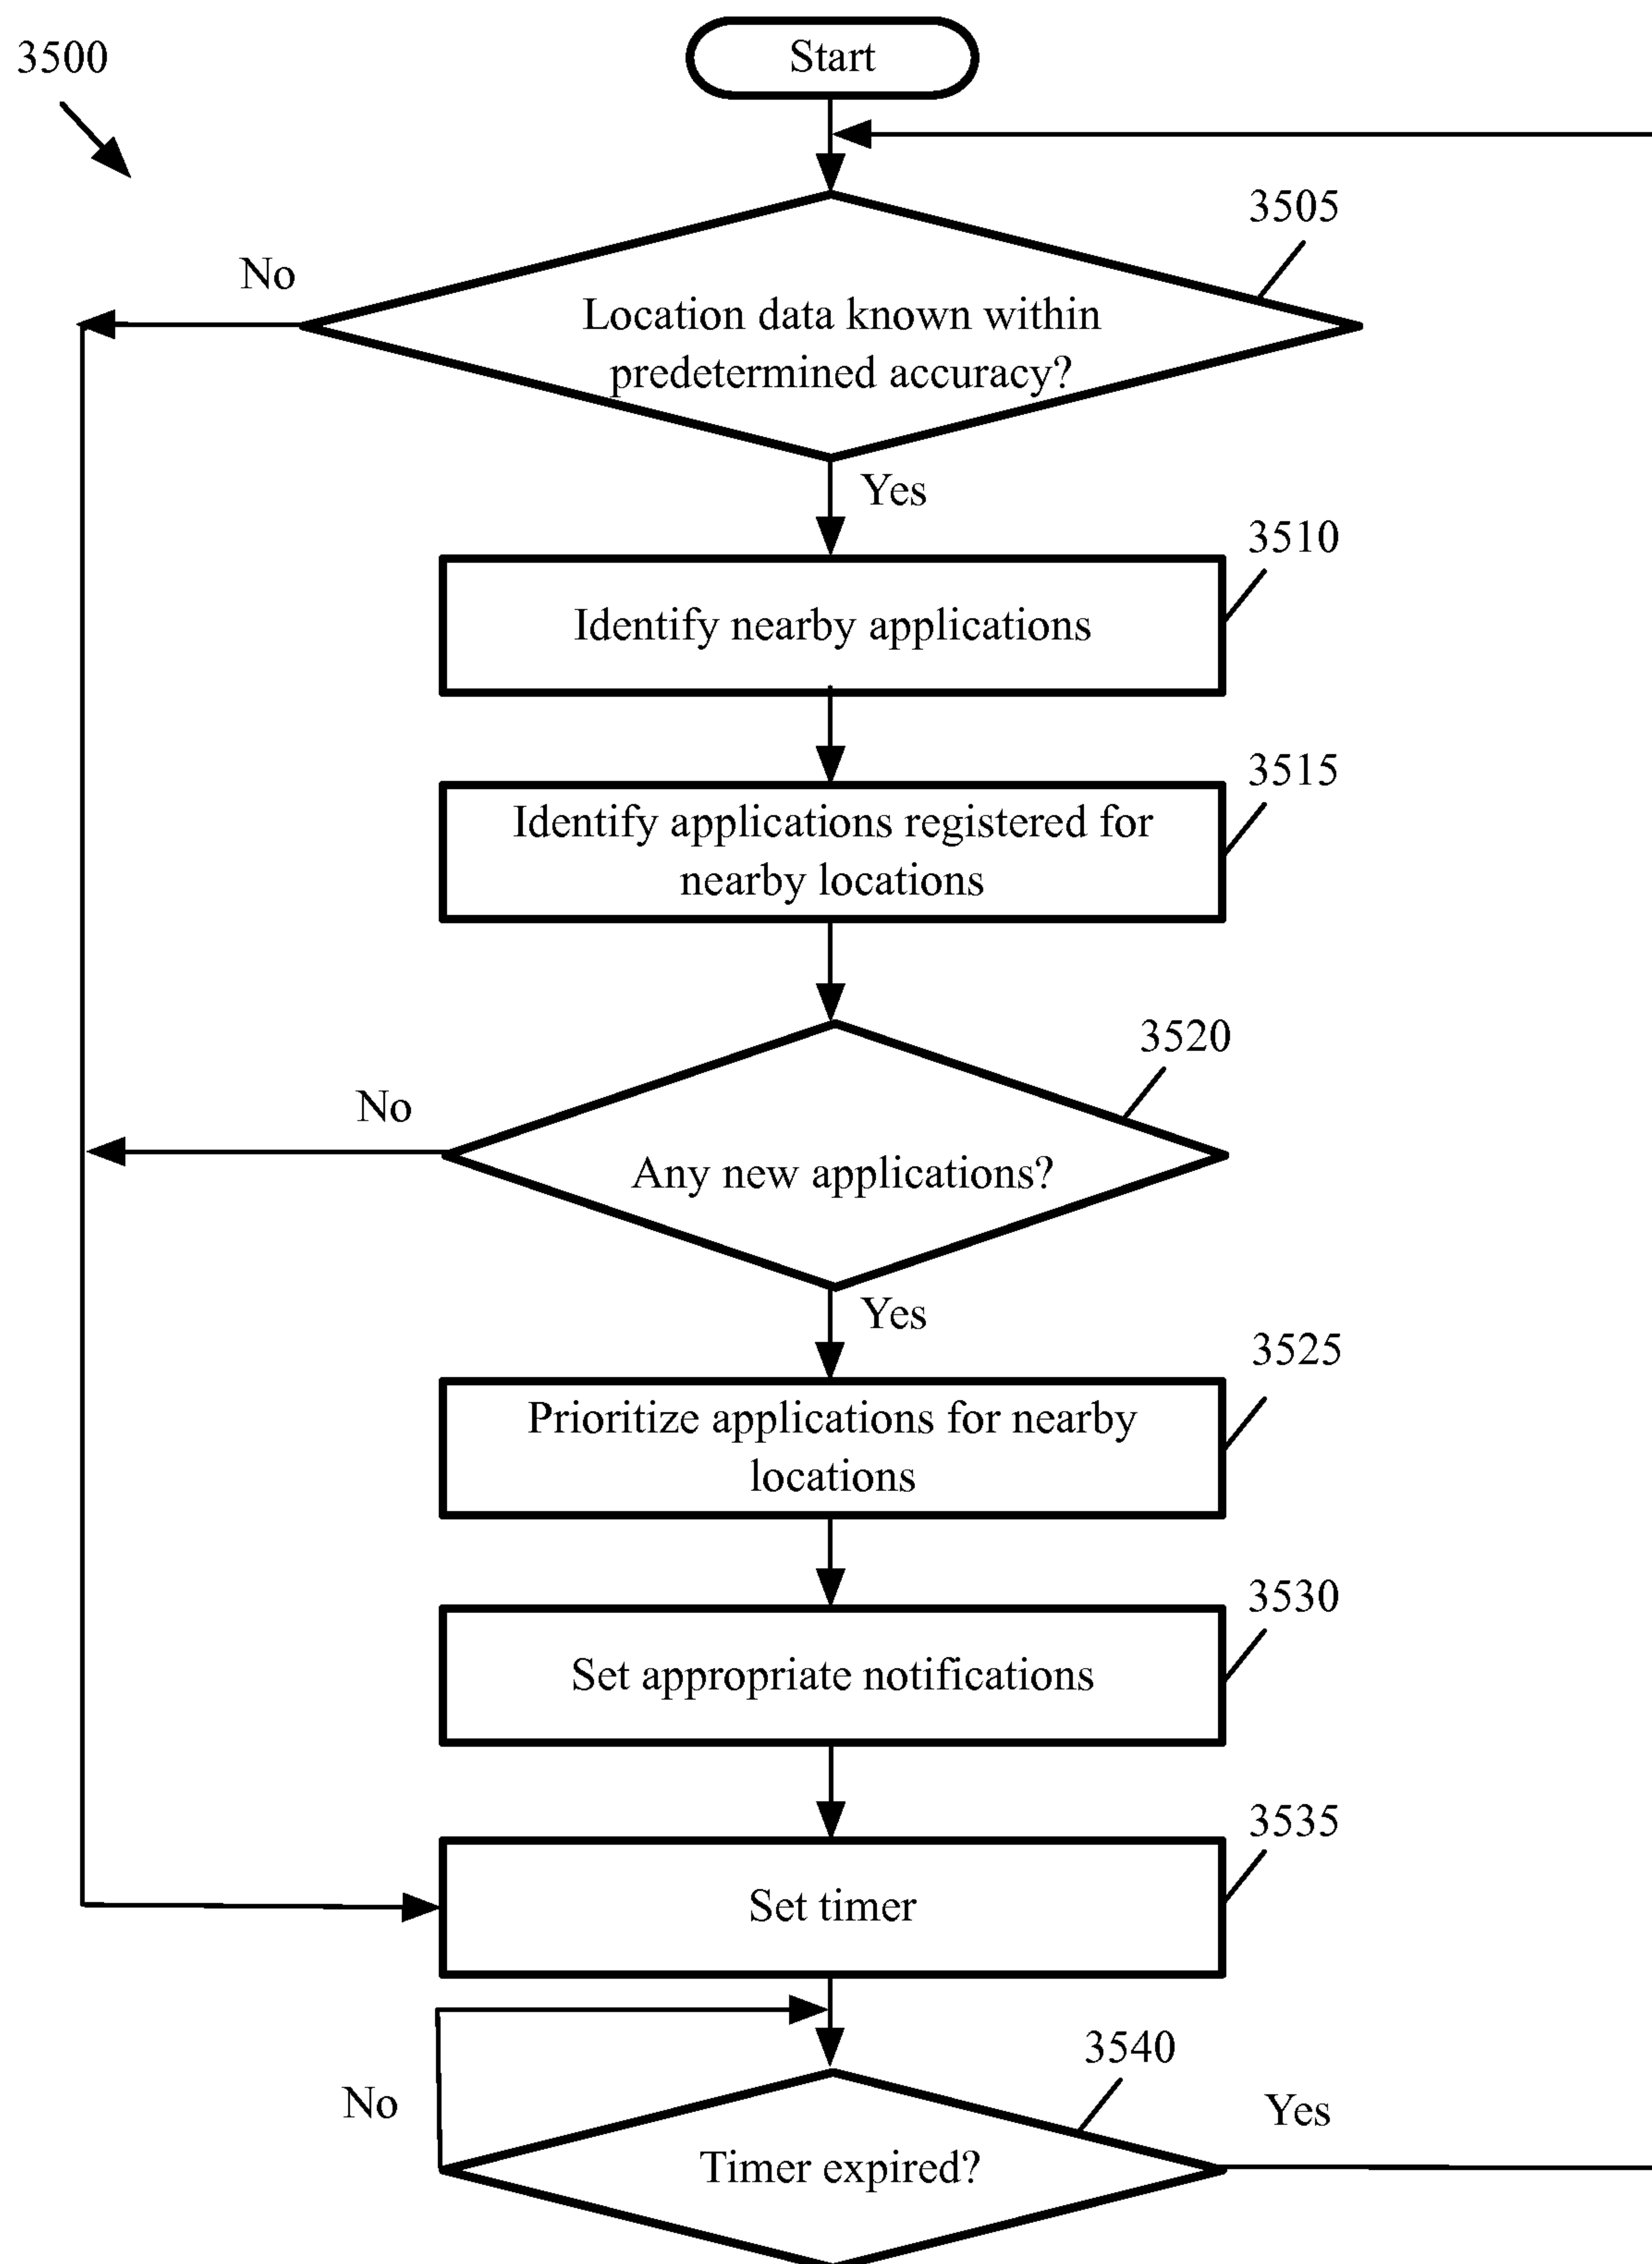 3500
Start
3505
No
Location data known within
predetermined accuracy?
Yes
3510
Identify nearby applications
3515
Identify applications registered for
nearby locations
3520
No
Any new applications?
Yes
3525
Prioritize applications for nearby
locations
3530
Set appropriate notifications
3535
Set timer
3540
No
Yes
Timer expired?